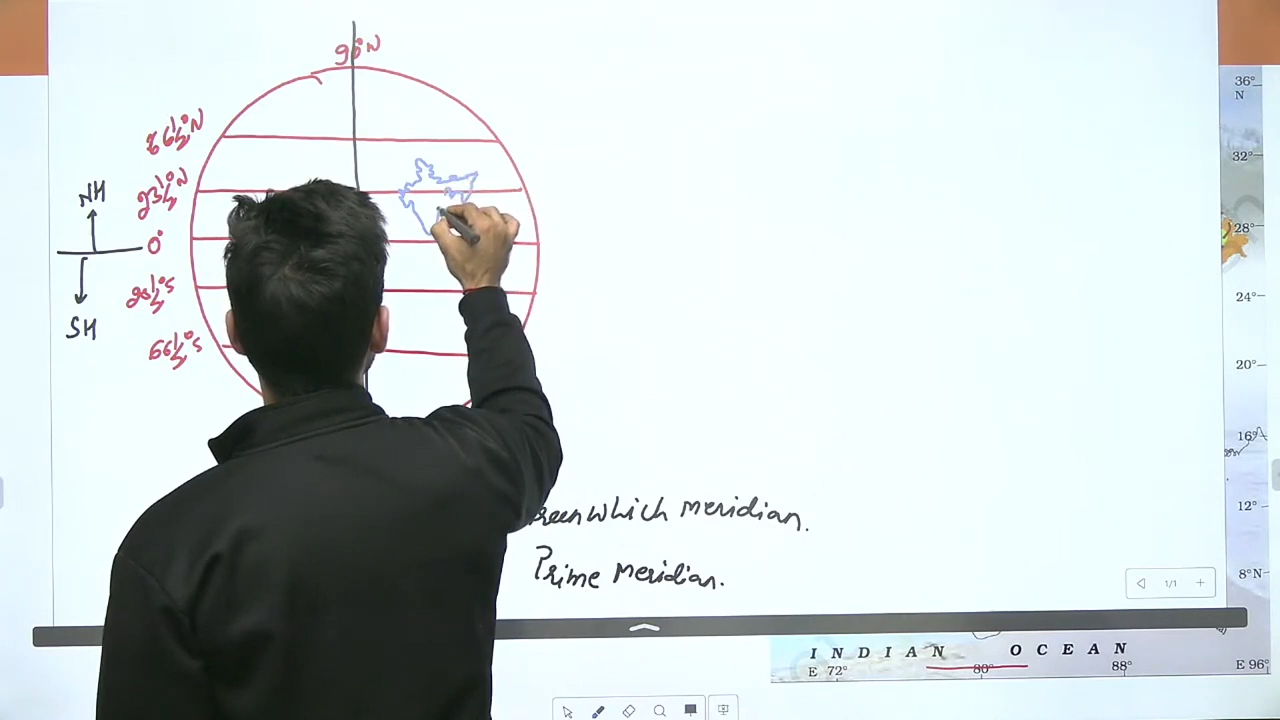 90°N
66½°N
23½°N
NH
0°
23½°S
SH
66½°S
reenwhich meridian.
Prime Meridian.
36°
N
32°
28°
24°
20°
16°
12°
8°N
1/1
INDIAN OCEAN
E 72° 80° 88° E 96°